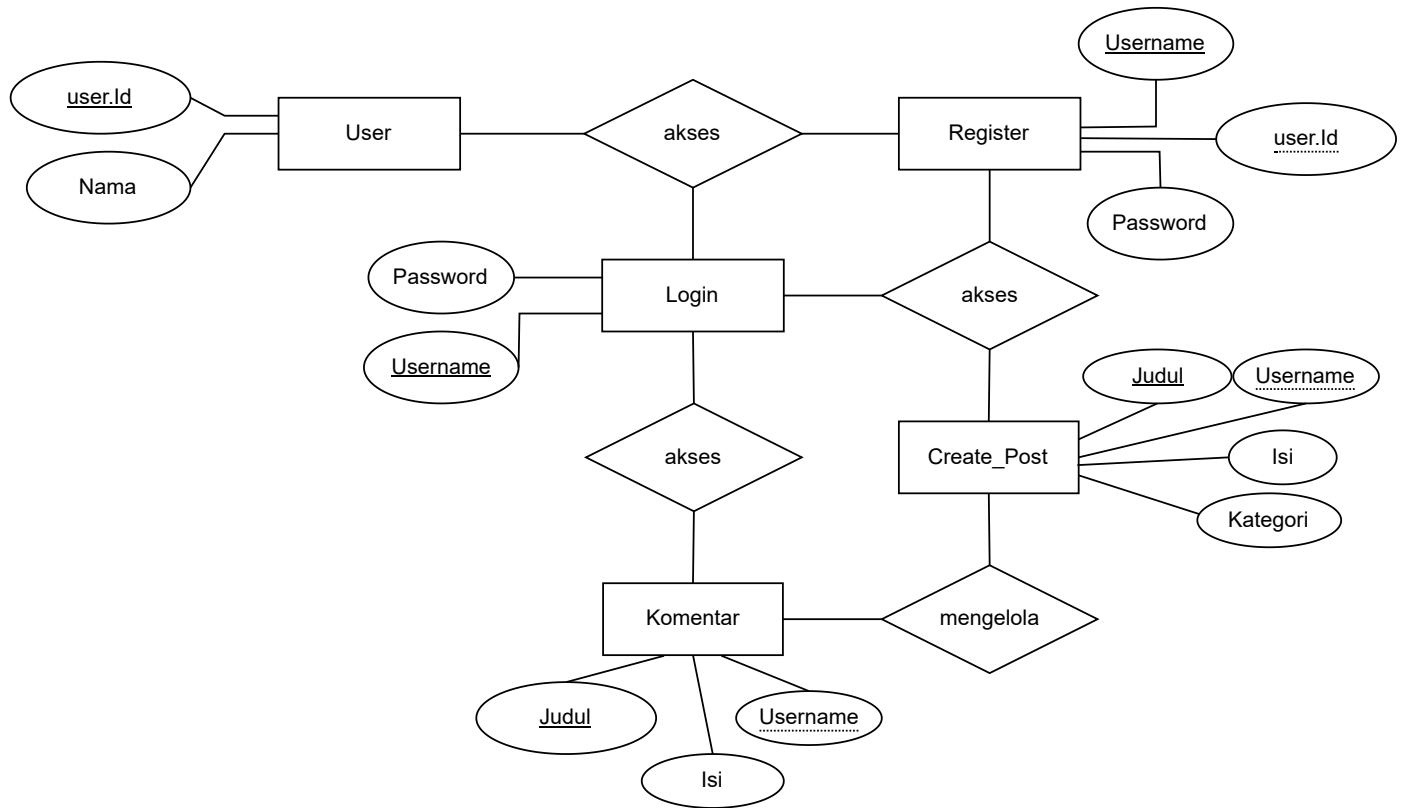 Username
user.Id
User
akses
Register
user.Id
Nama
Password
Password
Login
akses
Username
Judul
Username
akses
Create_Post
Isi
Kategori
Komentar
mengelola
Judul
Username
Isi